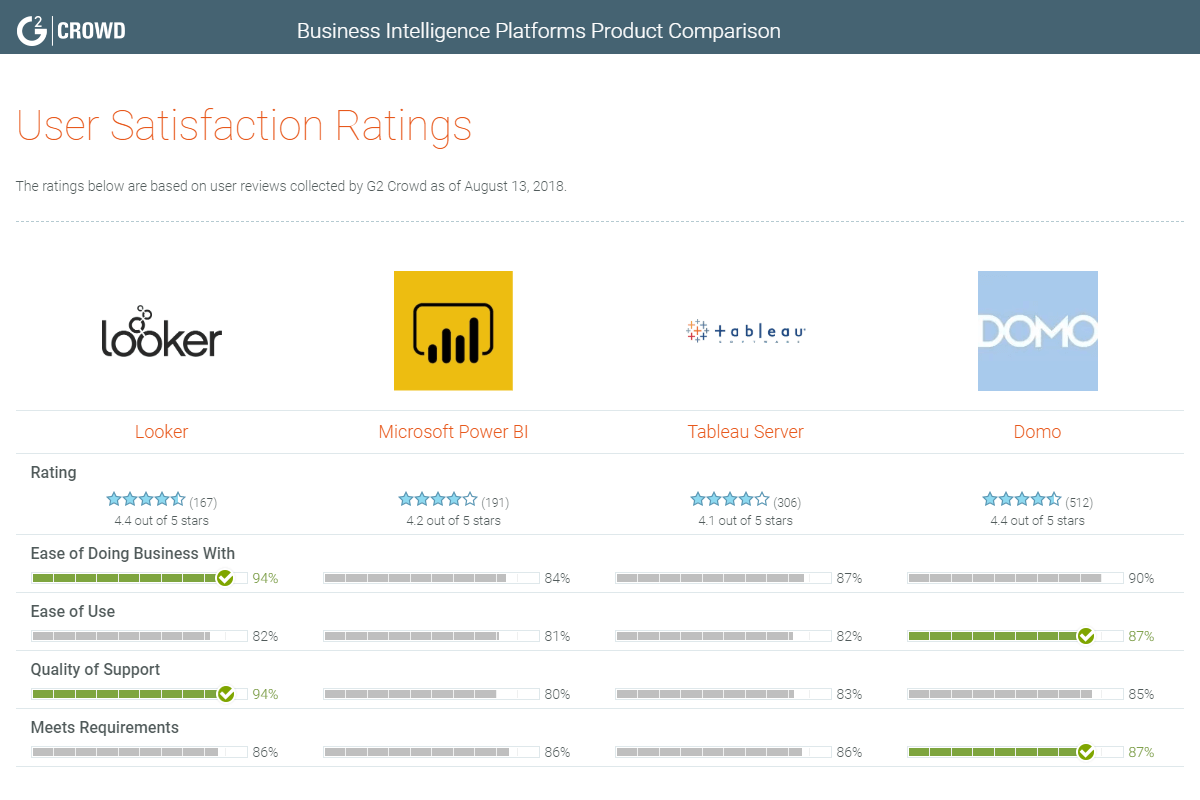 G2 CROWD
Business Intelligence Platforms Product Comparison
User Satisfaction Ratings
The ratings below are based on user reviews collected by G2 Crowd as of August 13, 2018.
looker
tableau
DOMO
Looker
Microsoft Power BI
Tableau Server
Domo
Rating
(167)
(191)
(306)
(512)
4.4 out of 5 stars
4.2 out of 5 stars
4.1 out of 5 stars
4.4 out of 5 stars
Ease of Doing Business With
94%
84%
87%
90%
Ease of Use
82%
81%
82%
87%
Quality of Support
94%
80%
83%
85%
Meets Requirements
86%
86%
86%
87%